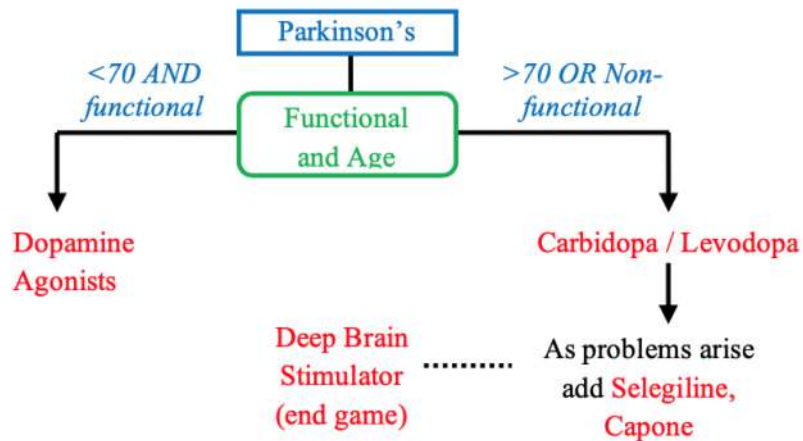 Parkinson's
<70 AND
functional
>70 OR Non-
functional
Functional
and Age
Dopamine
Agonists
Carbidopa / Levodopa
Deep Brain
Stimulator
(end game)
As problems arise
add Selegiline,
Capone